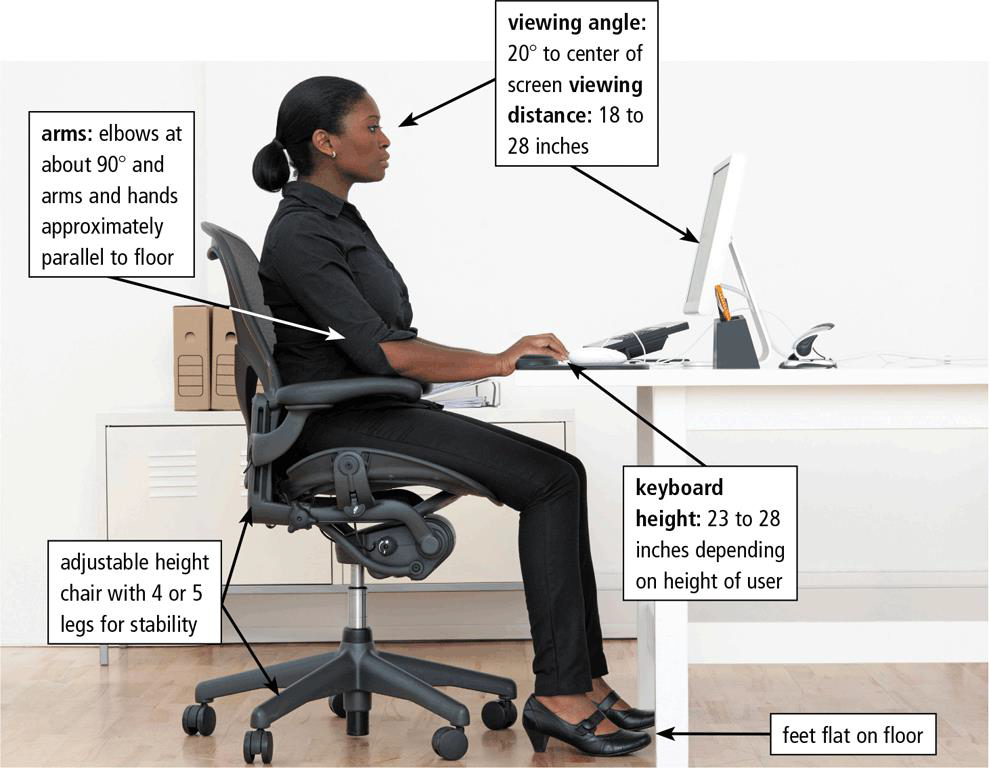 viewing angle:
20° to center of
screen viewing
distance: 18 to
28 inches
arms: elbows at
about 90° and
arms and hands
approximately
parallel to floor
keyboard
height: 23 to 28
inches depending
on height of user
adjustable height
chair with 4 or 5
legs for stability
feet flat on floor